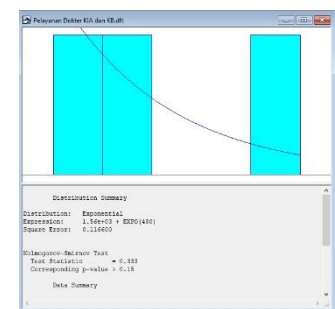 Pelayanan Dokter KIA dan KB.dft
Distribution Summary
Distribution: Exponential
Expression: 1.56e+03 + EXPO(480)
Square Error: 0.116600
Kolmogorov-Smirnov Test
Test Statistic = 0.333
Corresponding p-value > 0.15
Data Summary